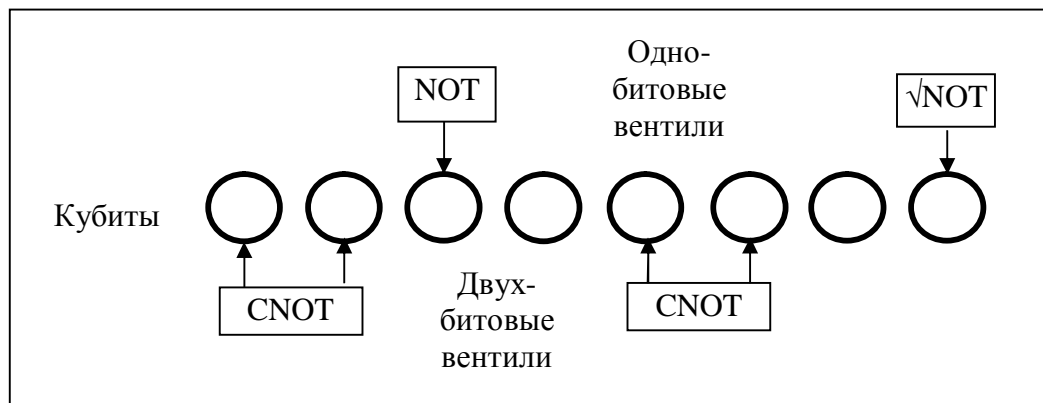 NOT
Одно-
битовые
вентили
√NOT
Кубиты
CNOT
Двух-
битовые
вентили
CNOT